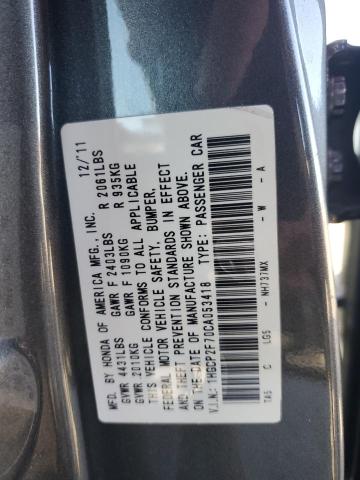 MFD. BY HONDA OF AMERICA MFG., INC. 12/11
GVWR 4431LBS GAWR F 2403LBS R 2061LBS
GVWR 2010KG GAWR F 1090KG R 935KG
THIS VEHICLE CONFORMS TO ALL APPLICABLE
FEDERAL MOTOR VEHICLE SAFETY, BUMPER,
AND THEFT PREVENTION STANDARDS IN EFFECT
ON THE DATE OF MANUFACTURE SHOWN ABOVE.
V.I.N.: 1HGCP2F70CA053418 TYPE: PASSENGER CAR
TA5 C LG5 - NH737MX - W - A